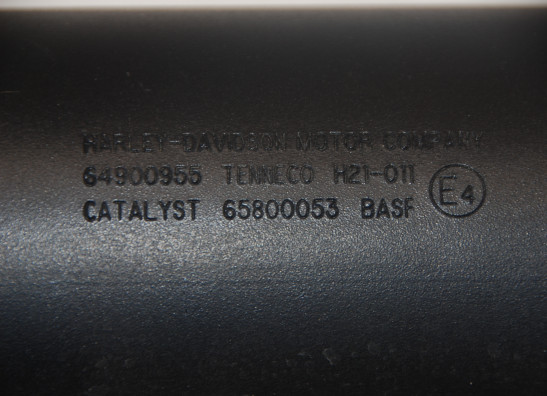 HARLEY-DAVIDSON MOTOR COMPANY
64900955 TENNECO H21-011
CATALYST 65800053 BASF
E4